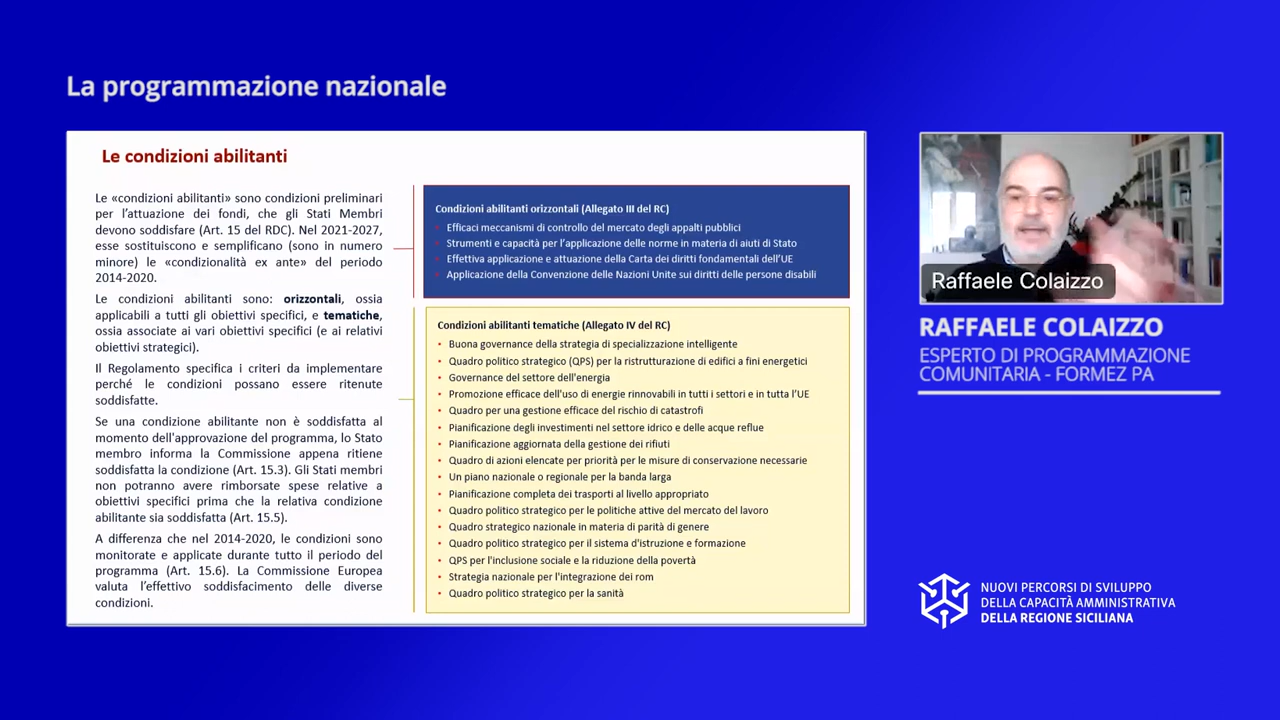 La programmazione nazionale
Le condizioni abilitanti
Le «condizioni abilitanti» sono condizioni preliminari
per l'attuazione dei fondi, che gli Stati Membri
devono soddisfare (Art. 15 del RDC). Nel 2021-2027,
esse sostituiscono e semplificano (sono in numero
minore) le «condizionalità ex ante» del periodo
2014-2020.
Le condizioni abilitanti sono: orizzontali, ossia
applicabili a tutti gli obiettivi specifici, e tematiche,
ossia associate ai vari obiettivi specifici (e ai relativi
obiettivi strategici).
Il Regolamento specifica i criteri da implementare
perché le condizioni possano essere ritenute
soddisfatte.
Se una condizione abilitante non è soddisfatta al
momento dell'approvazione del programma, lo Stato
membro informa la Commissione appena ritiene
soddisfatta la condizione (Art. 15.3). Gli Stati membri
non potranno avere rimborsate spese relative a
obiettivi specifici prima che la relativa condizione
abilitante sia soddisfatta (Art. 15.5).
A differenza che nel 2014-2020, le condizioni sono
monitorate e applicate durante tutto il periodo del
programma (Art. 15.6). La Commissione Europea
valuta l'effettivo soddisfacimento delle diverse
condizioni.
Condizioni abilitanti orizzontali (Allegato III del RC)
• Efficaci meccanismi di controllo del mercato degli appalti pubblici
• Strumenti e capacità per l'applicazione delle norme in materia di aiuti di Stato
• Effettiva applicazione e attuazione della Carta dei diritti fondamentali dell'UE
• Applicazione della Convenzione delle Nazioni Unite sui diritti delle persone disabili
Condizioni abilitanti tematiche (Allegato IV del RC)
• Buona governance della strategia di specializzazione intelligente
• Quadro politico strategico (QPS) per la ristrutturazione di edifici a fini energetici
• Governance del settore dell'energia
• Promozione efficace dell'uso di energie rinnovabili in tutti i settori e in tutta l'UE
• Quadro per una gestione efficace del rischio di catastrofi
• Pianificazione degli investimenti nel settore idrico e delle acque reflue
• Pianificazione aggiornata della gestione dei rifiuti
• Quadro di azioni elencate per priorità per le misure di conservazione necessarie
• Un piano nazionale o regionale per la banda larga
• Pianificazione completa dei trasporti al livello appropriato
• Quadro politico strategico per le politiche attive del mercato del lavoro
• Quadro strategico nazionale in materia di parità di genere
• Quadro politico strategico per il sistema d'istruzione e formazione
• QPS per l'inclusione sociale e la riduzione della povertà
• Strategia nazionale per l'integrazione dei rom
• Quadro politico strategico per la sanità
Raffaele Colaizzo
RAFFAELE COLAIZZO
ESPERTO DI PROGRAMMAZIONE
COMUNITARIA - FORMEZ PA
NUOVI PERCORSI DI SVILUPPO
DELLA CAPACITÀ AMMINISTRATIVA
DELLA REGIONE SICILIANA